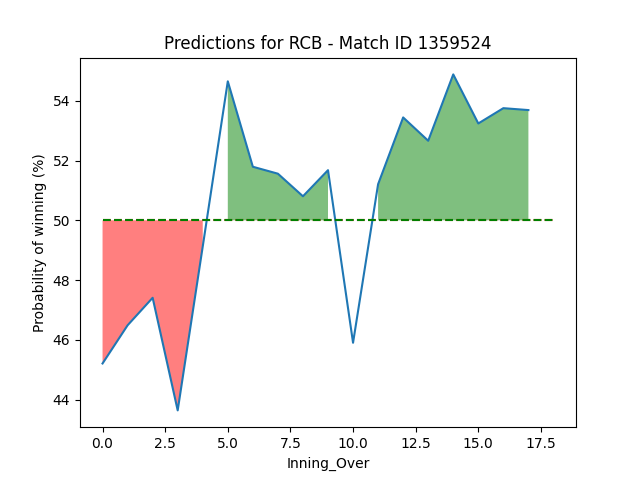 Predictions for RCB - Match ID 1359524
Probability of winning (%)
54
52
50
48
46
44
0.0 2.5 5.0 7.5 10.0 12.5 15.0 17.5
Inning_Over